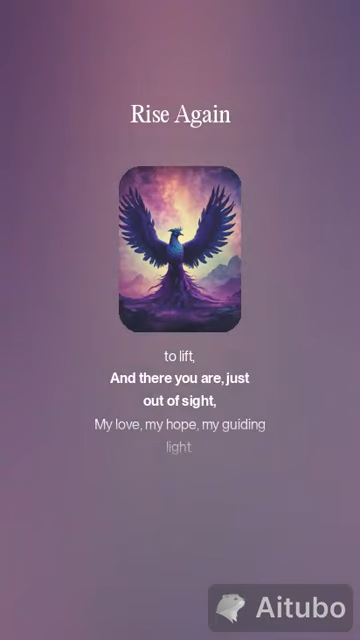 Rise Again
to lift,
And there you are, just
out of sight,
My love, my hope, my guiding
light
Aitubo